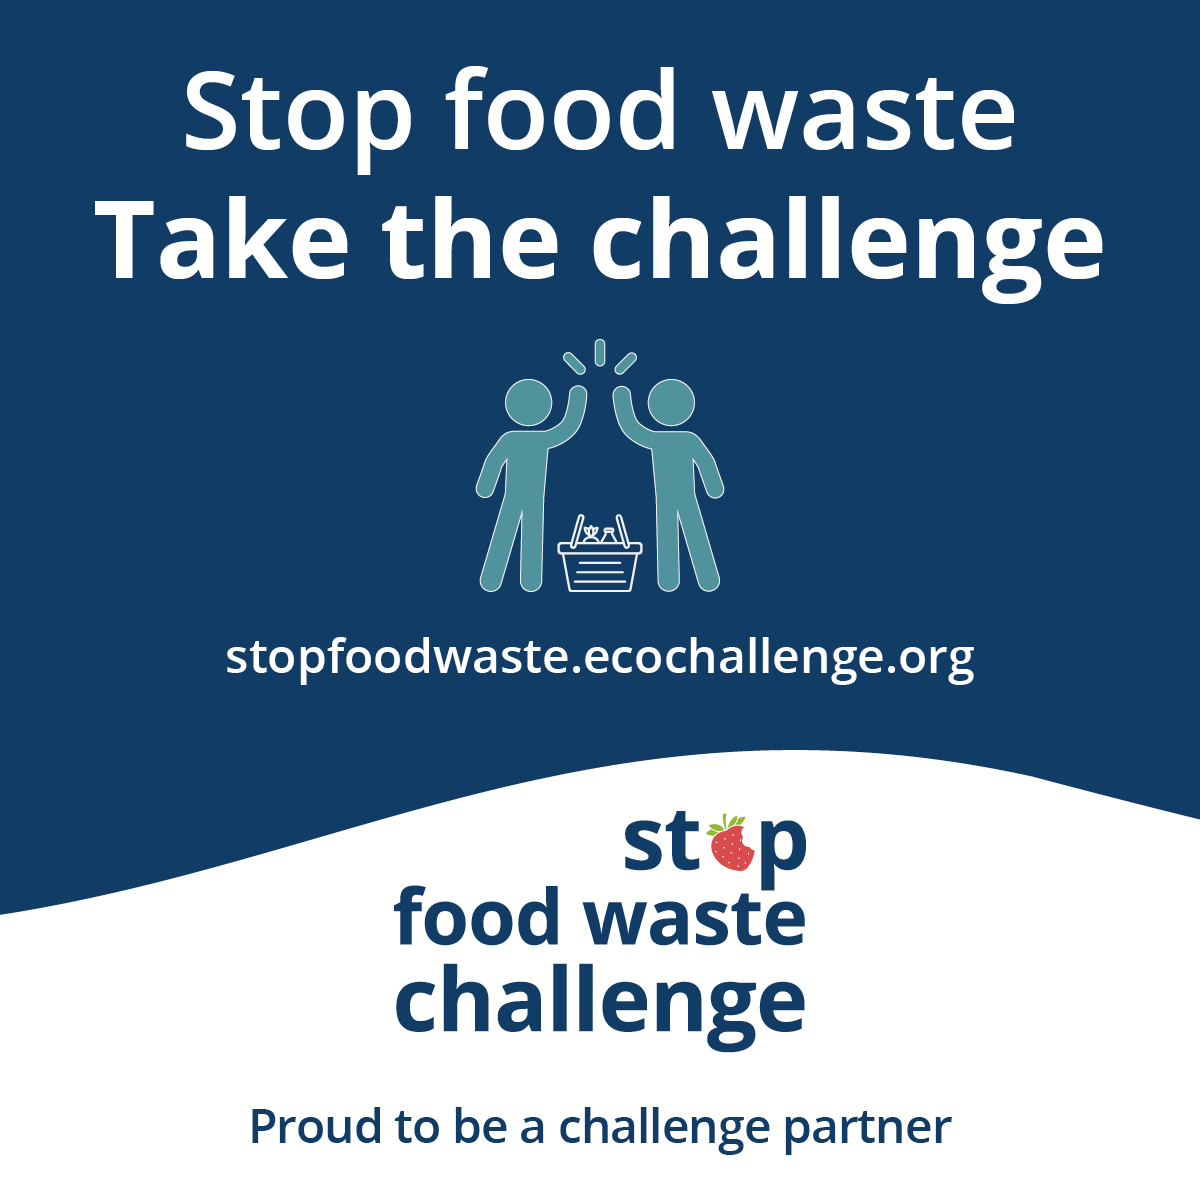 Stop food waste
Take the challenge
stopfoodwaste.ecochallenge.org
stop
food waste
challenge
Proud to be a challenge partner